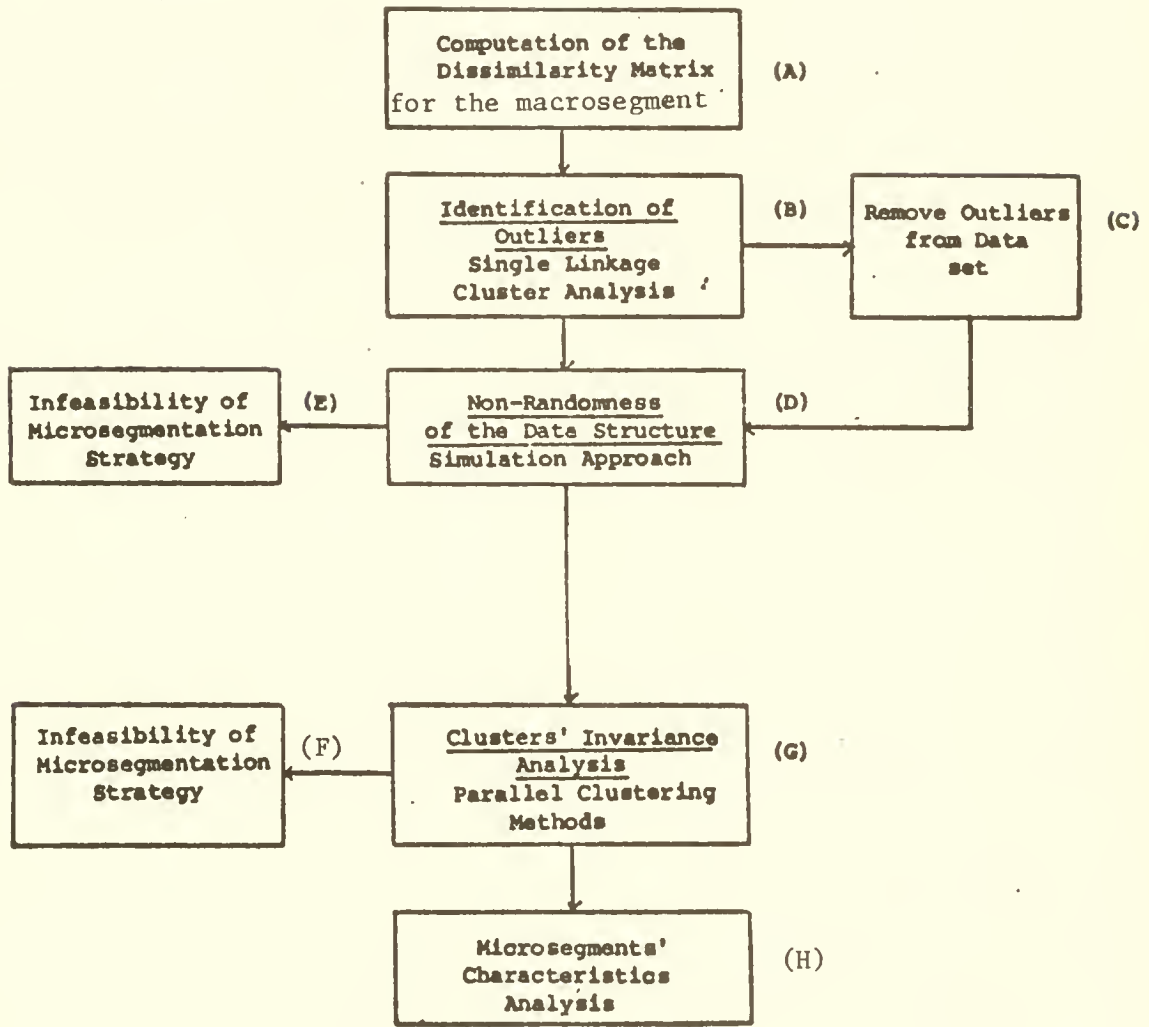 Computation of the
Dissimilarity Matrix
for the macrosegment
(A)
Identification of
Outliers
Single Linkage
Cluster Analysis
(B)
Remove Outliers
from Data
set
(C)
Infeasibility of
Microsegmentation
Strategy
(E)
Non-Randomness
of the Data Structure
Simulation Approach
(D)
Infeasibility of
Microsegmentation
Strategy
(F)
Clusters' Invariance
Analysis
Parallel Clustering
Methods
(G)
Microsegments'
Characteristics
Analysis
(H)